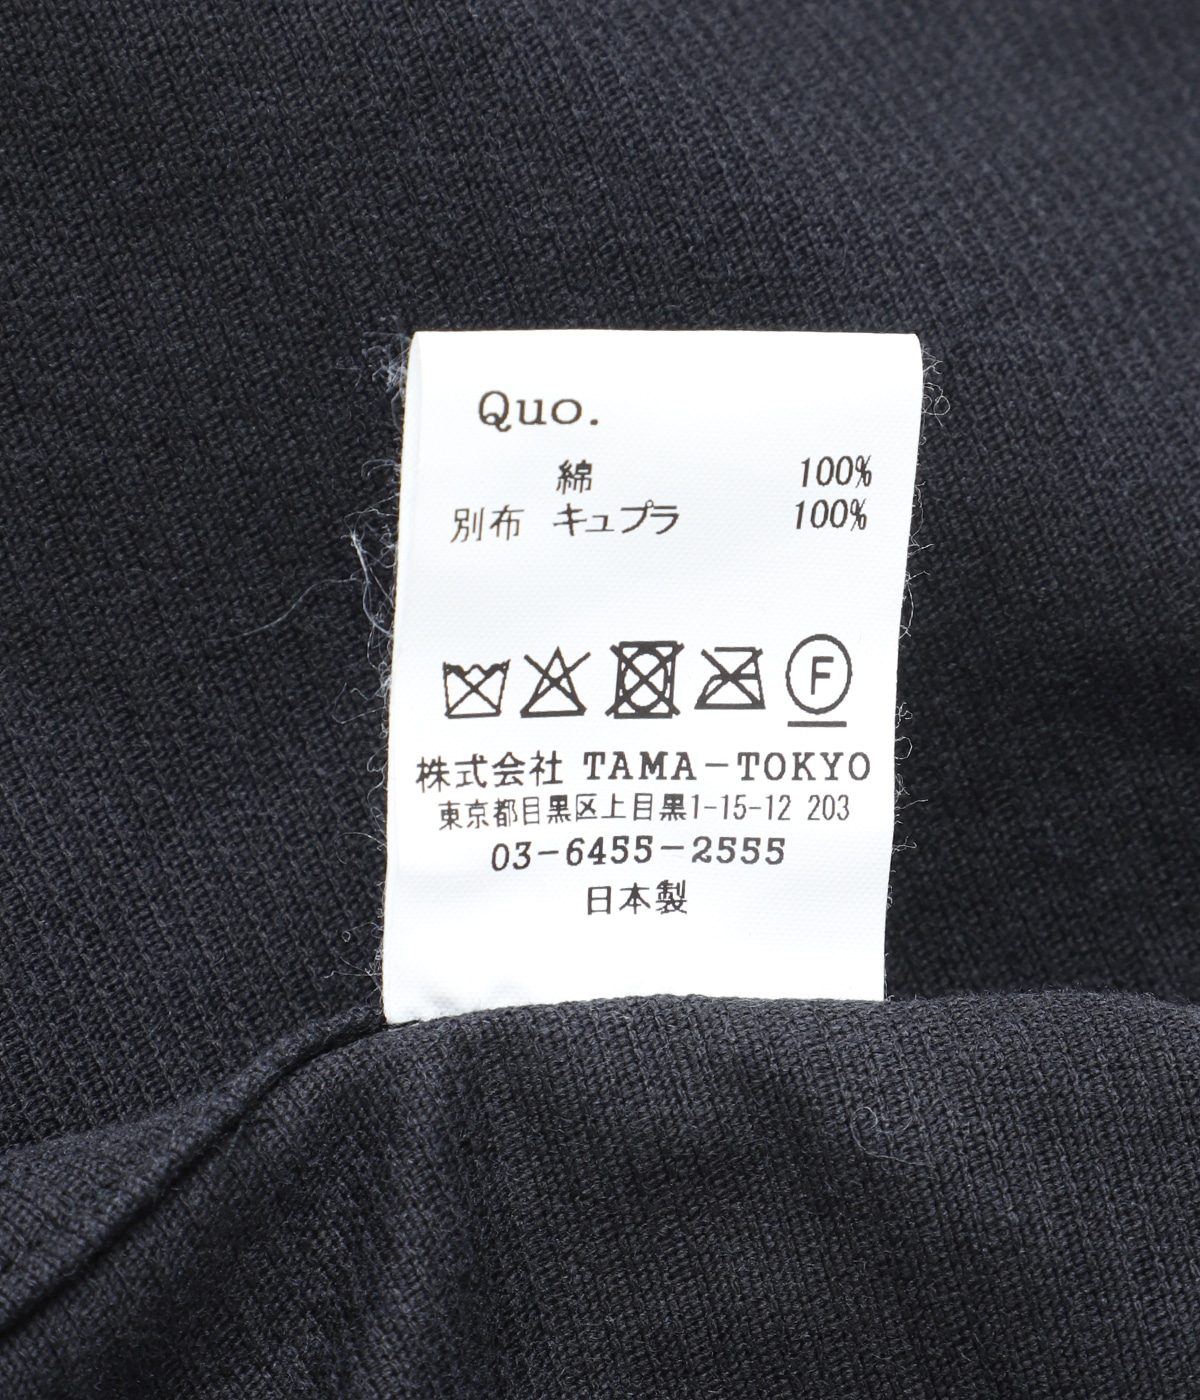 Quo.
綿 100%
別布 キュプラ 100%
F
株式会社 TAMA-TOKYO
東京都目黒区上目黒1-15-12 203
03-6455-2555
日本製